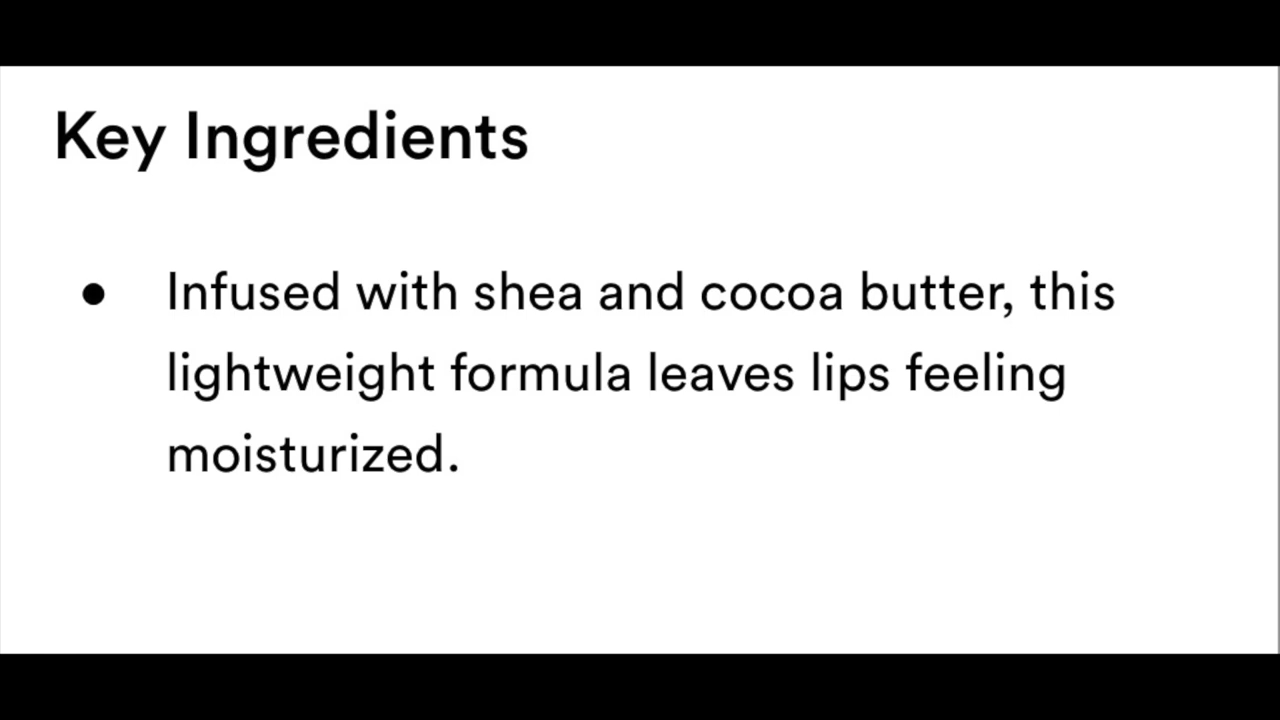 Key Ingredients
● Infused with shea and cocoa butter, this
lightweight formula leaves lips feeling
moisturized.